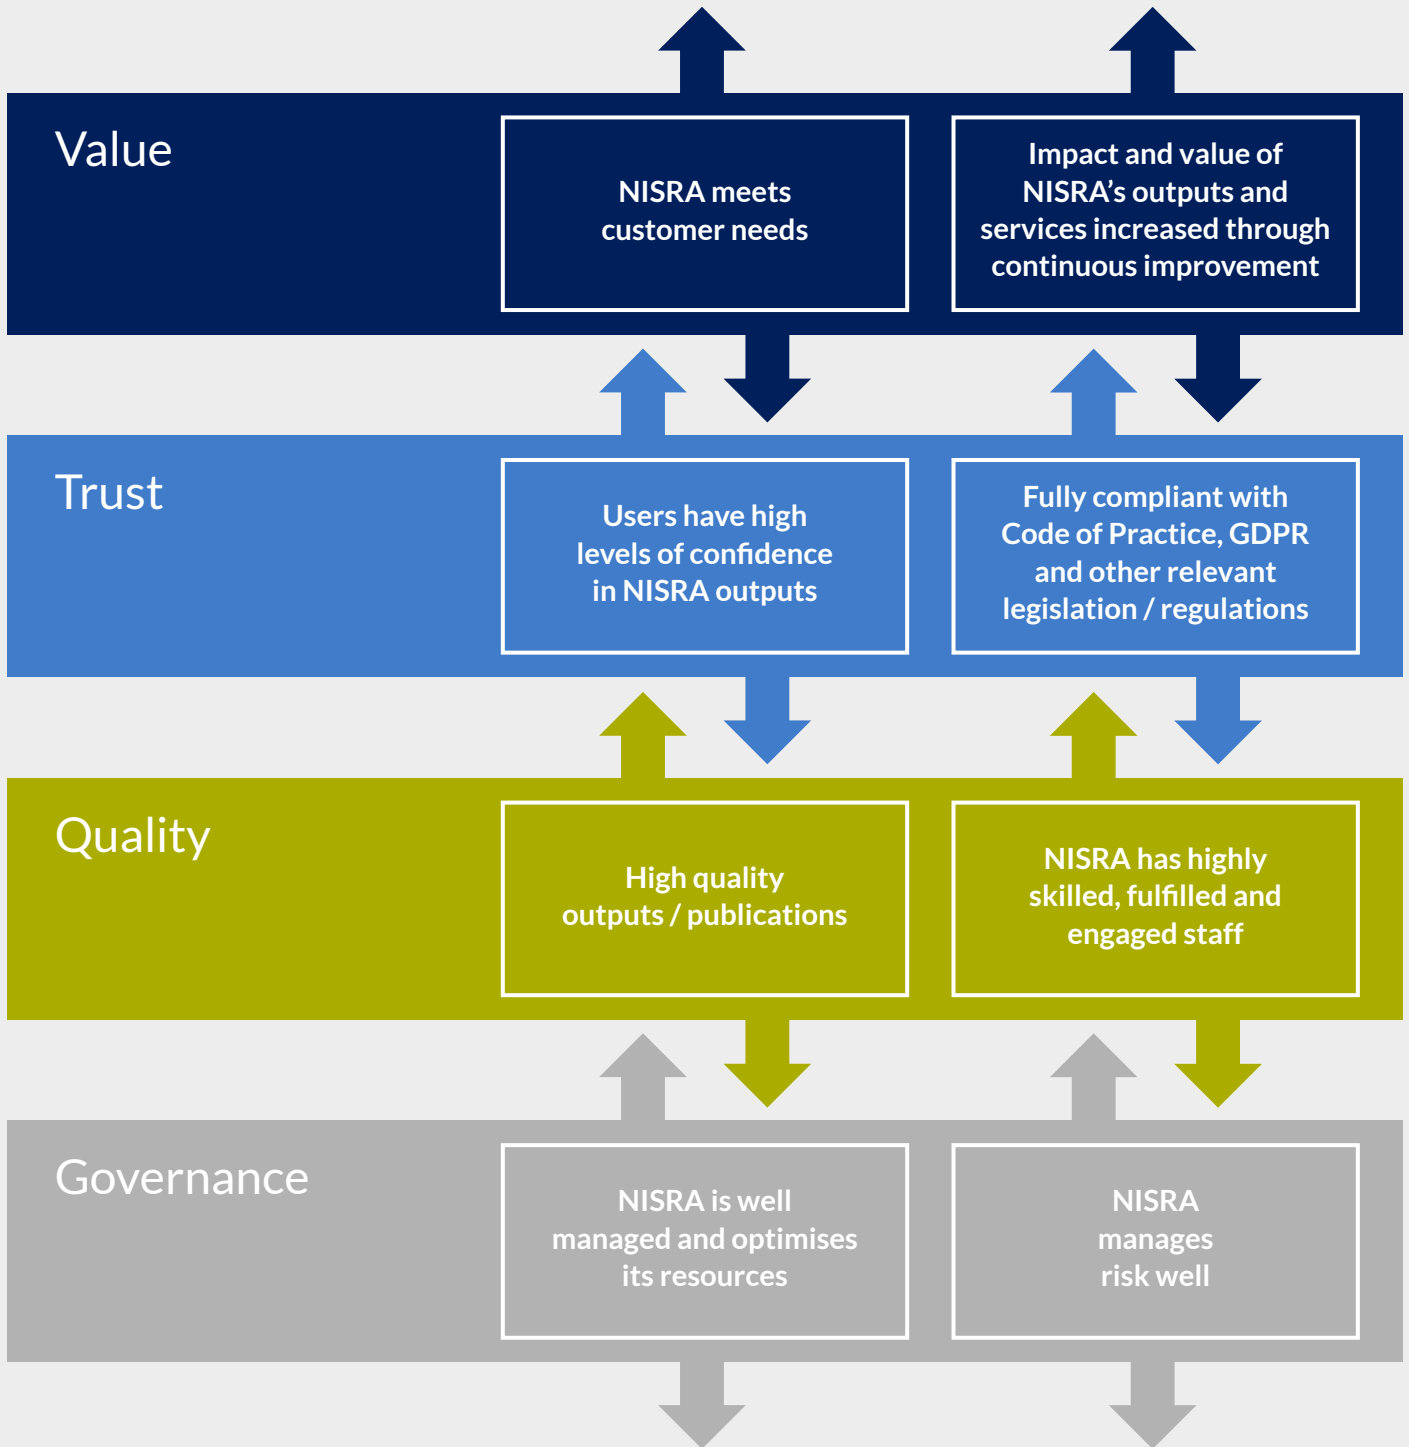 Value
NISRA meets
customer needs
Impact and value of
NISRA’s outputs and
services increased through
continuous improvement
Trust
Users have high
levels of confidence
in NISRA outputs
Fully compliant with
Code of Practice, GDPR
and other relevant
legislation / regulations
Quality
High quality
outputs / publications
NISRA has highly
skilled, fulfilled and
engaged staff
Governance
NISRA is well
managed and optimises
its resources
NISRA
manages
risk well